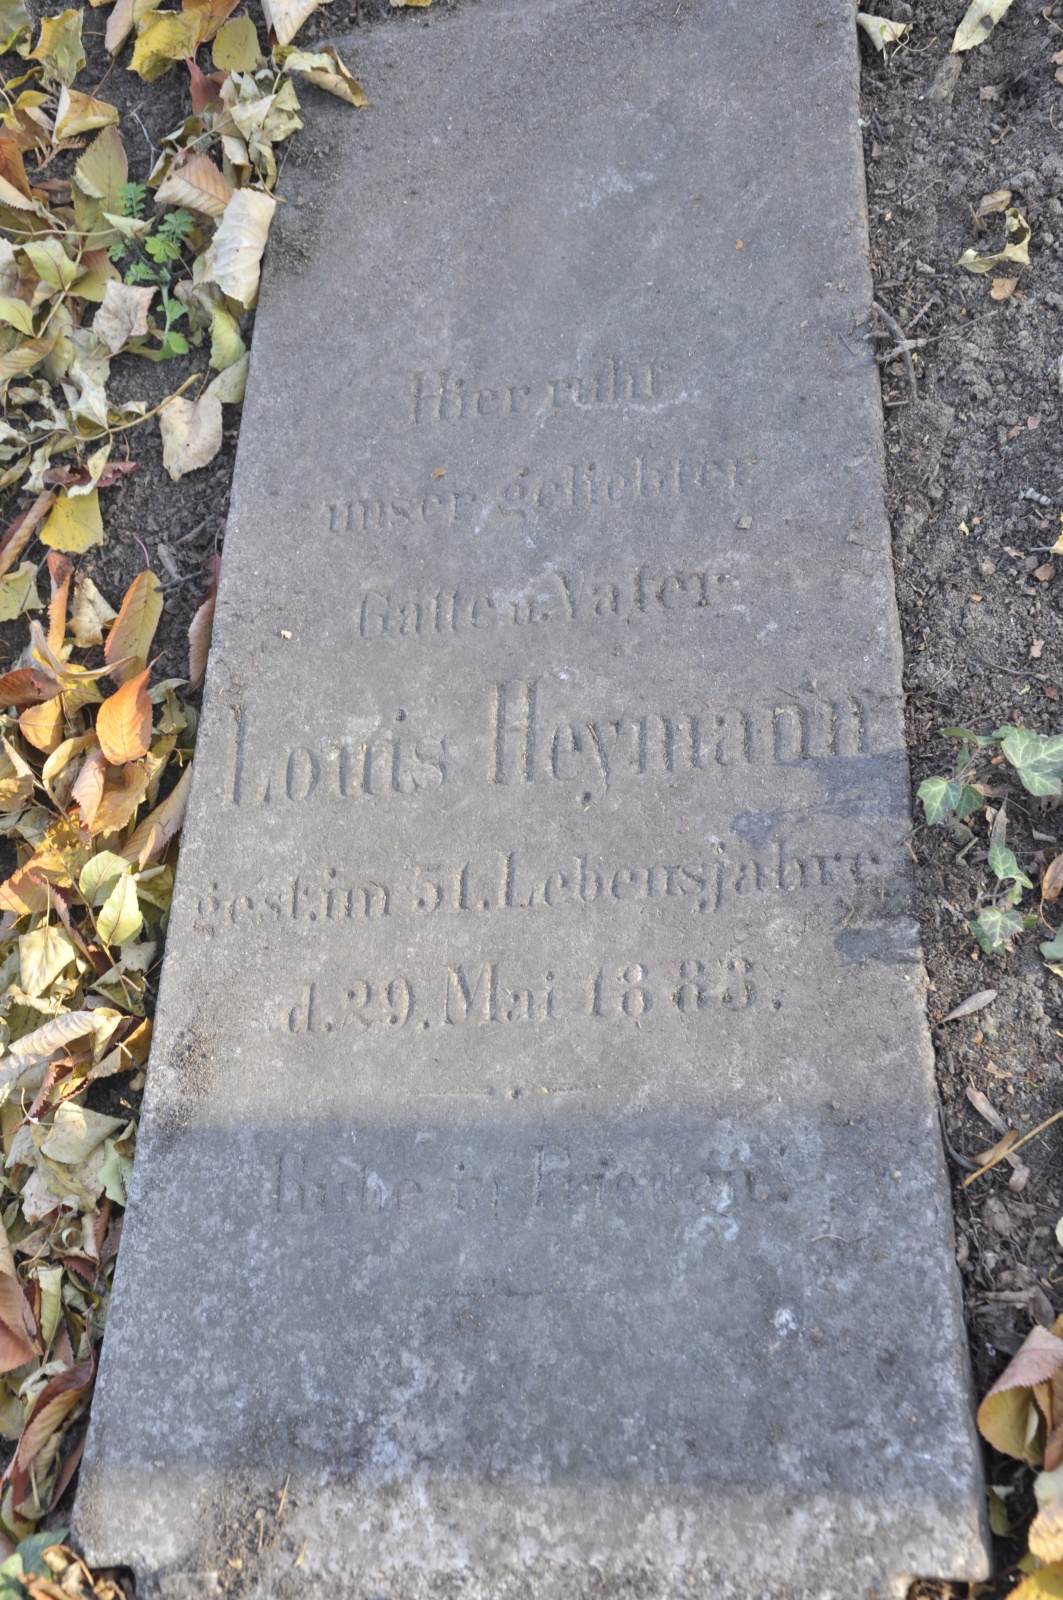 Hier ruht
unser geliebter
Gatte u. Vater
Louis Heymann
gest. im 51. Lebensjahre
d. 29. Mai 1883.
Ruhe in Frieden.